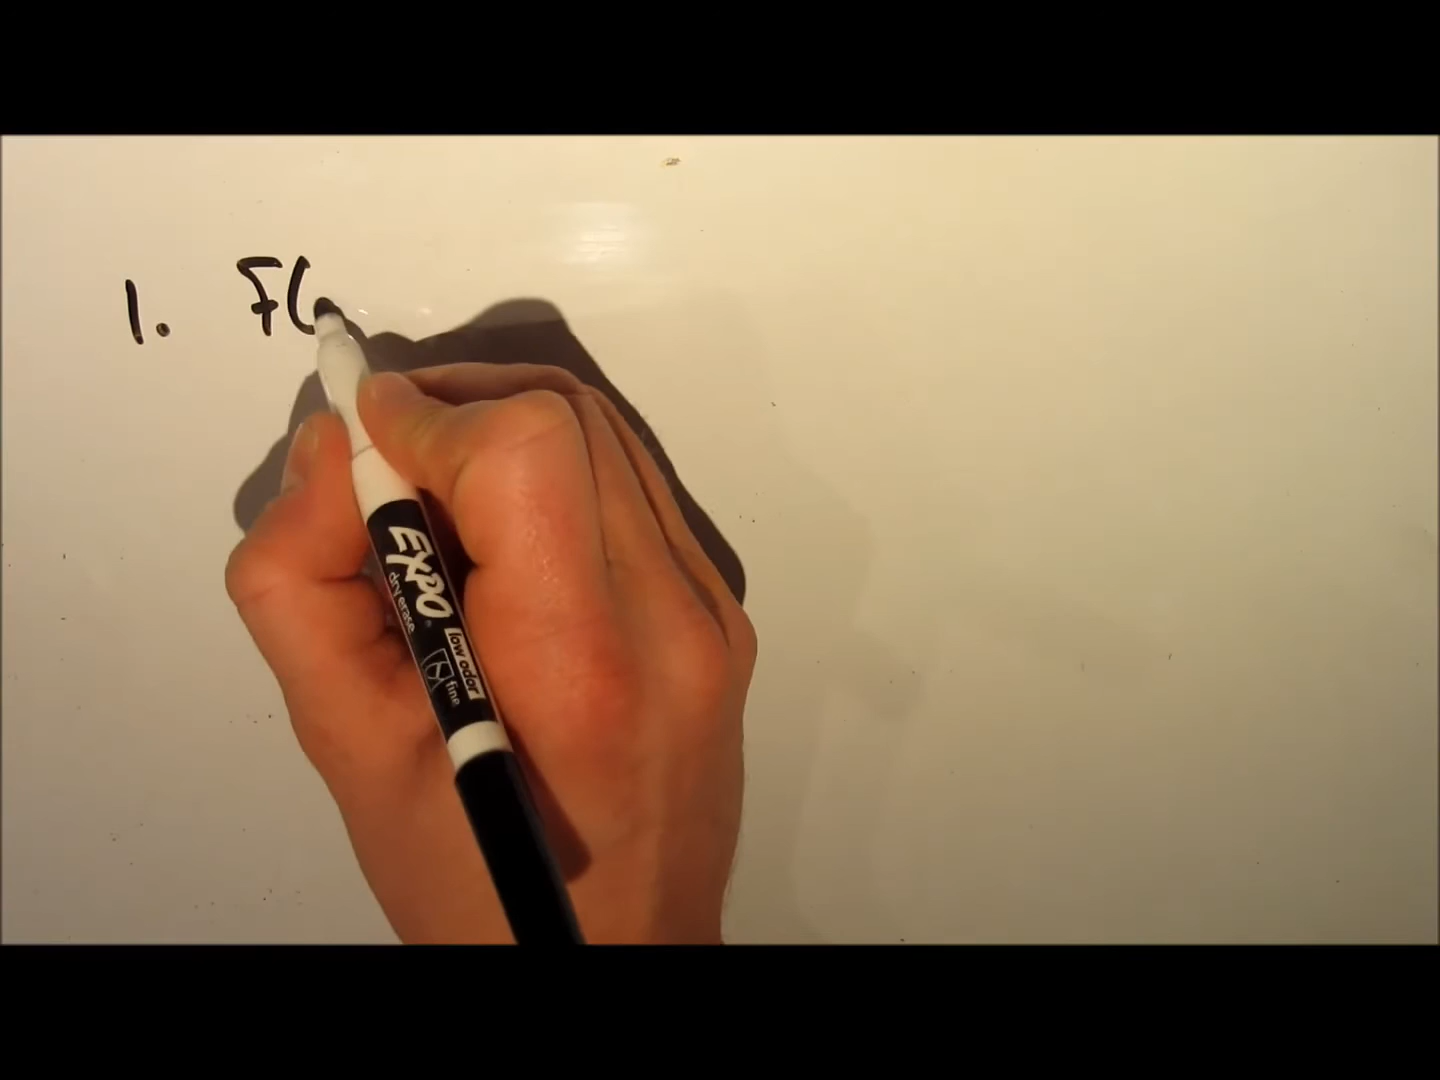 1. F
EXPO
dry erase
low odor
fine